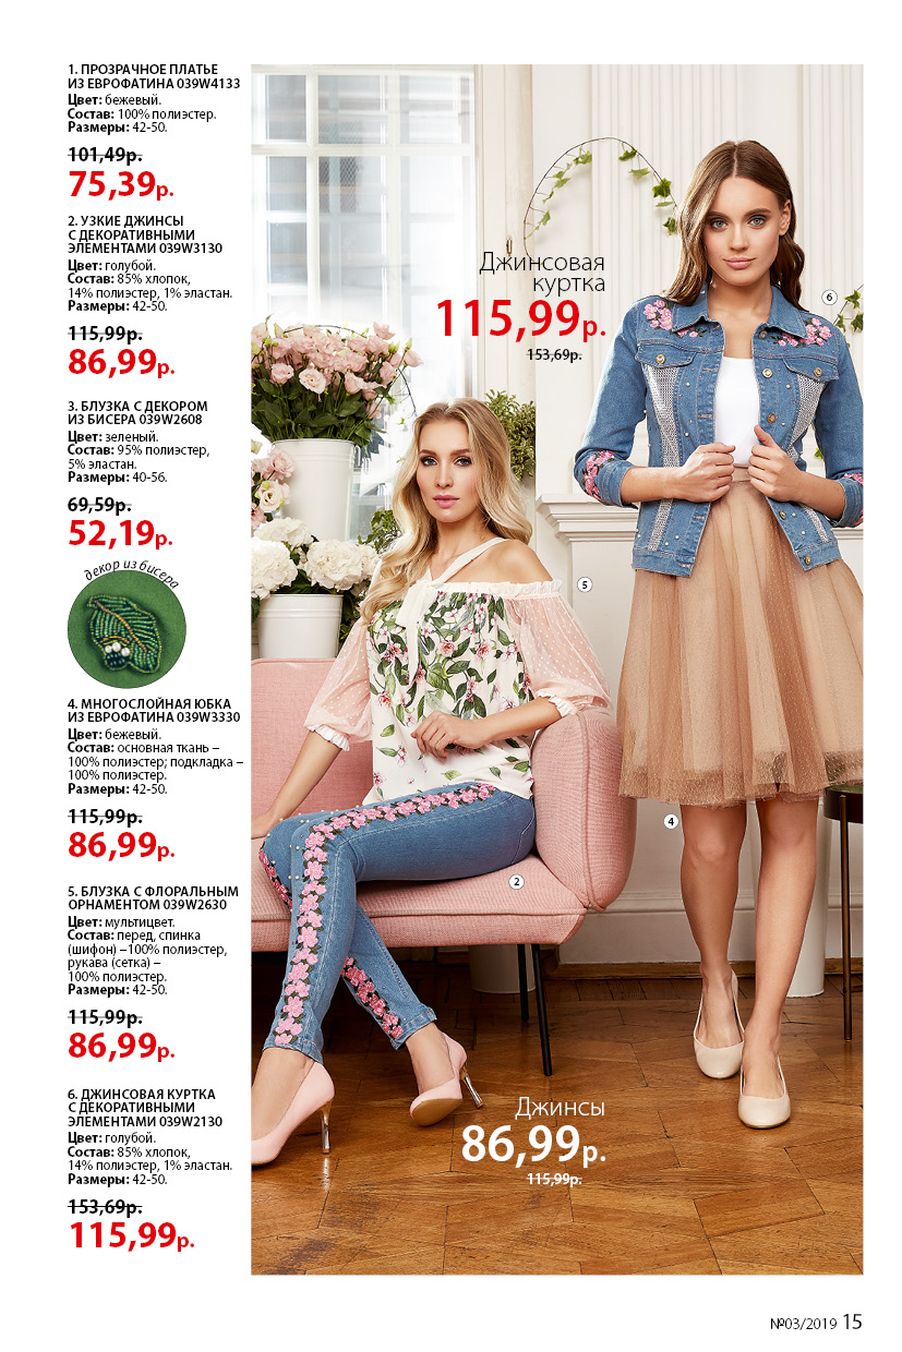 1. ПРОЗРАЧНОЕ ПЛАТЬЕ
ИЗ ЕВРОФАТИНА 039W4133
Цвет: бежевый.
Состав: 100% полиэстер.
Размеры: 42-50.
101,49р.
75,39р.
2. УЗКИЕ ДЖИНСЫ
С ДЕКОРАТИВНЫМИ
ЭЛЕМЕНТАМИ 039W3130
Цвет: голубой.
Состав: 85% хлопок,
14% полиэстер, 1% эластан.
Размеры: 42-50.
115,99р.
86,99р.
3. БЛУЗКА С ДЕКОРОМ
ИЗ БИСЕРА 039W2608
Цвет: зеленый.
Состав: 95% полиэстер,
5% эластан.
Размеры: 40-56.
69,59р.
52,19р.
декор из бисера
4. МНОГОСЛОЙНАЯ ЮБКА
ИЗ ЕВРОФАТИНА 039W3330
Цвет: бежевый.
Состав: основная ткань –
100% полиэстер; подкладка –
100% полиэстер.
Размеры: 42-50.
115,99р.
86,99р.
5. БЛУЗКА С ФЛОРАЛЬНЫМ
ОРНАМЕНТОМ 039W2630
Цвет: мультицвет.
Состав: перед, спинка
(шифон) –100% полиэстер,
рукава (сетка) –
100% полиэстер.
Размеры: 42-50.
115,99р.
86,99р.
6. ДЖИНСОВАЯ КУРТКА
С ДЕКОРАТИВНЫМИ
ЭЛЕМЕНТАМИ 039W2130
Цвет: голубой.
Состав: 85% хлопок,
14% полиэстер, 1% эластан.
Размеры: 42-50.
153,69р.
115,99р.
Джинсовая
куртка
115,99р.
153,69р.
6
5
4
2
Джинсы
86,99р.
115,99р.
№03/2019 15